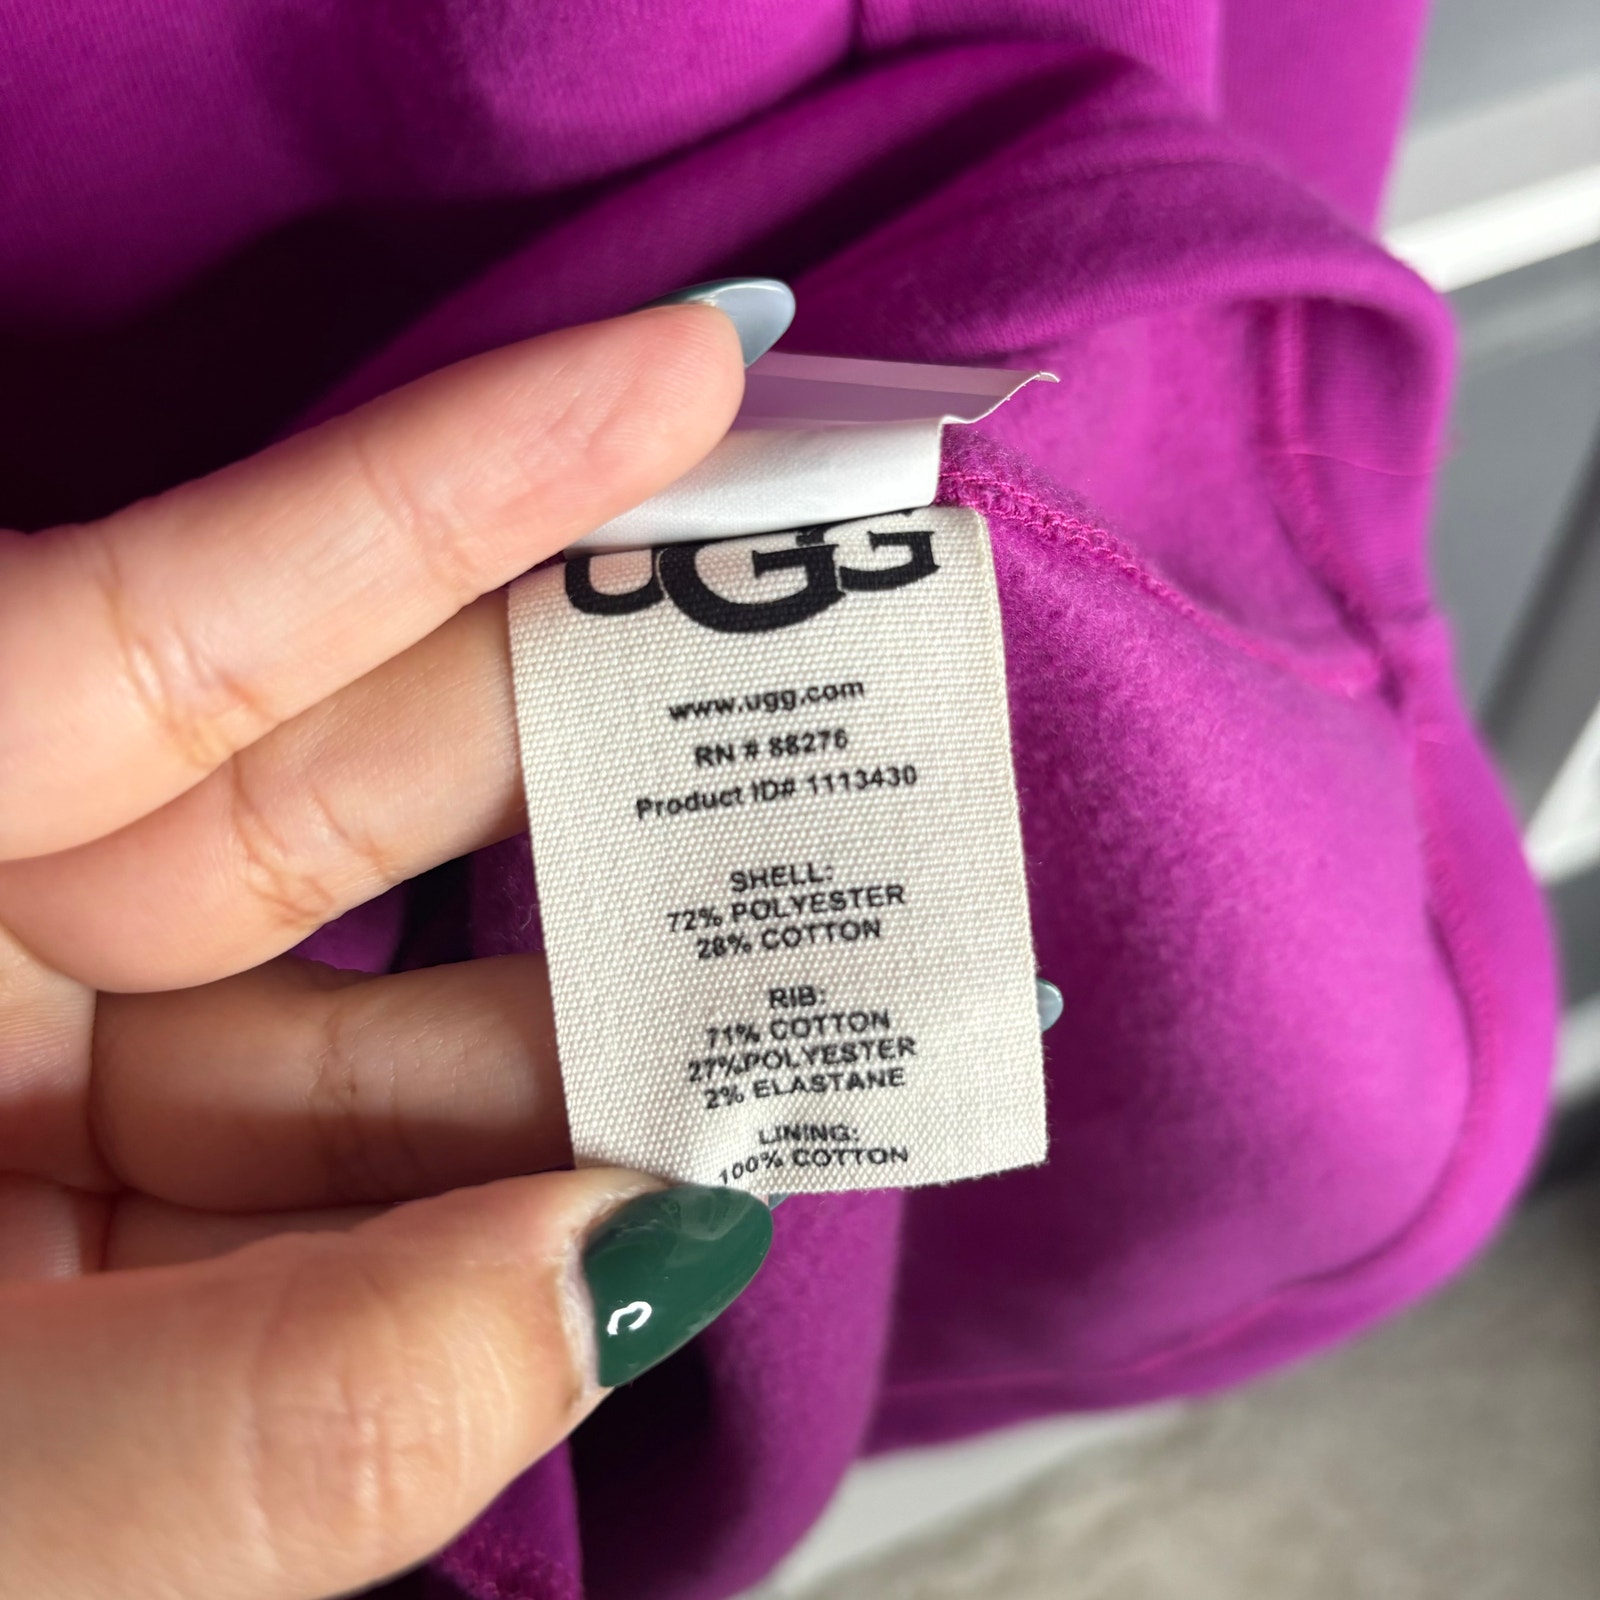 UGG
www.ugg.com
RN # 88276
Product ID# 1113430
SHELL:
72% POLYESTER
28% COTTON
RIB:
71% COTTON
27%POLYESTER
2% ELASTANE
LINING:
100% COTTON